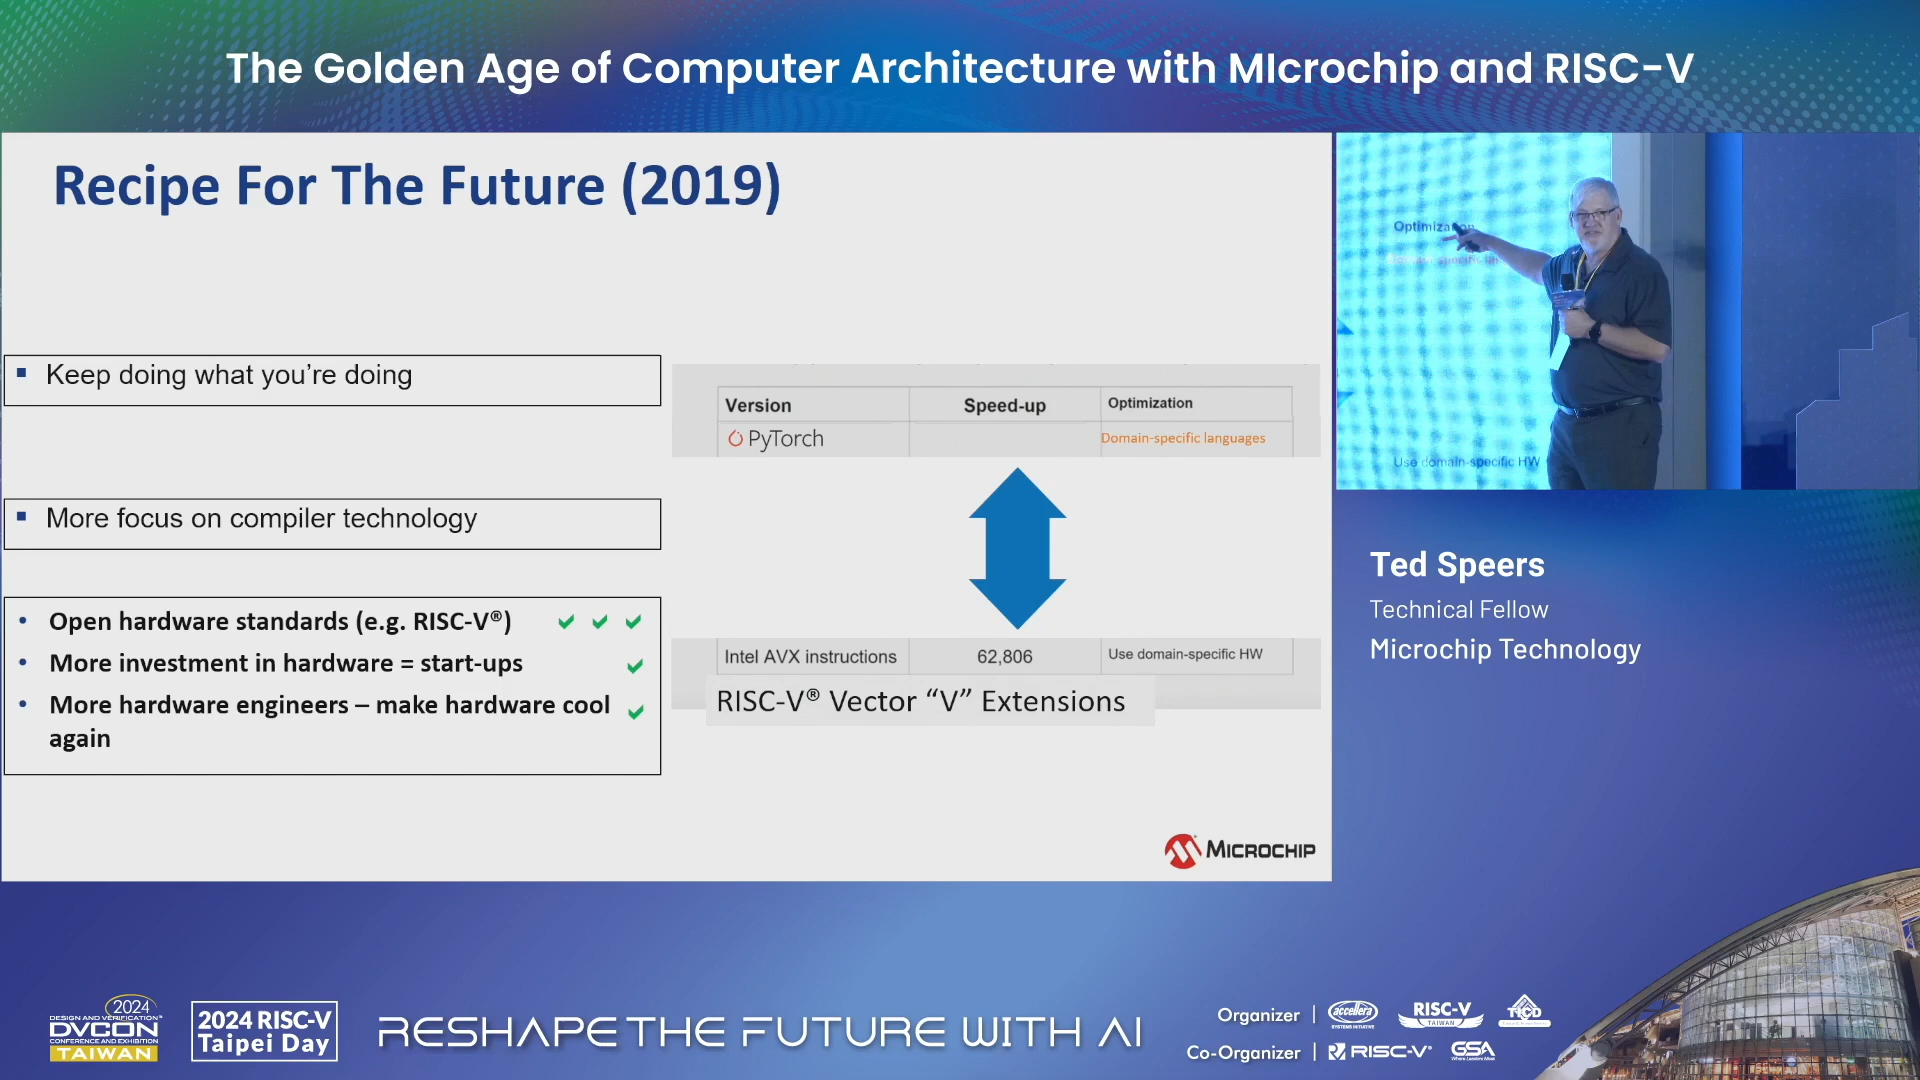 The Golden Age of Computer Architecture with MIcrochip and RISC-V
Recipe For The Future (2019)
Keep doing what you're doing
More focus on compiler technology
Open hardware standards (e.g. RISC-V®)
More investment in hardware = start-ups
More hardware engineers – make hardware cool
again
Version Speed-up Optimization
PyTorch Domain-specific languages
Intel AVX instructions 62,806 Use domain-specific HW
RISC-V® Vector “V” Extensions
MICROCHIP
Optimization
Use domain-specific HW
Ted Speers
Technical Fellow
Microchip Technology
2024
DESIGN AND VERIFICATION™
DVCON
CONFERENCE AND EXHIBITION
TAIWAN
2024 RISC-V
Taipei Day
RESHAPE THE FUTURE WITH AI
Organizer |
accellera
SYSTEMS INITIATIVE
RISC-V
TAIWAN
Co-Organizer |
RISC-V®
GSA